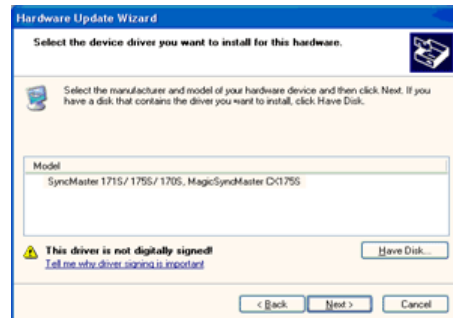 Hardware Update Wizard
Select the device driver you want to install for this hardware.
Select the manufacturer and model of your hardware device and then click Next. If you
have a disk that contains the driver you want to install, click Have Disk.
Model
SyncMaster 171S/ 175S/ 170S, MagicSyncMaster CX175S
This driver is not digitally signed!
Have Disk...
Tell me why driver signing is important
< Back
Next >
Cancel